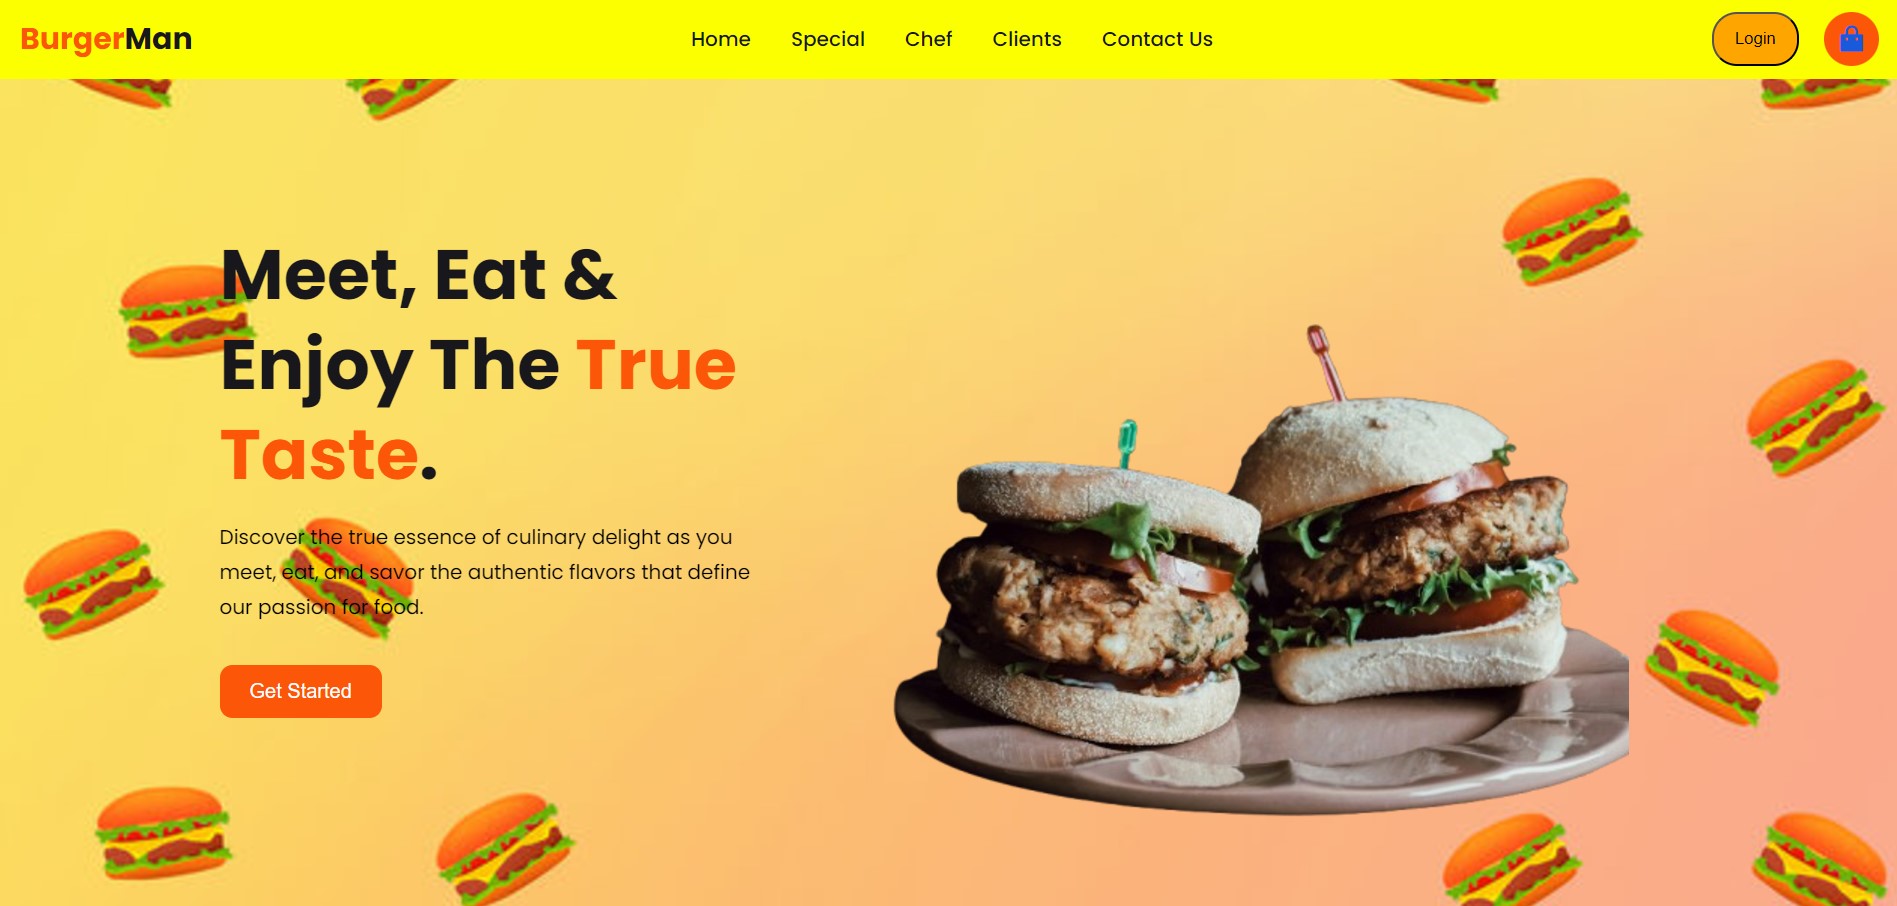 BurgerMan
Home Special Chef Clients Contact Us
Login
Meet, Eat &
Enjoy The True
Taste.
Discover the true essence of culinary delight as you
meet, eat, and savor the authentic flavors that define
our passion for food.
Get Started